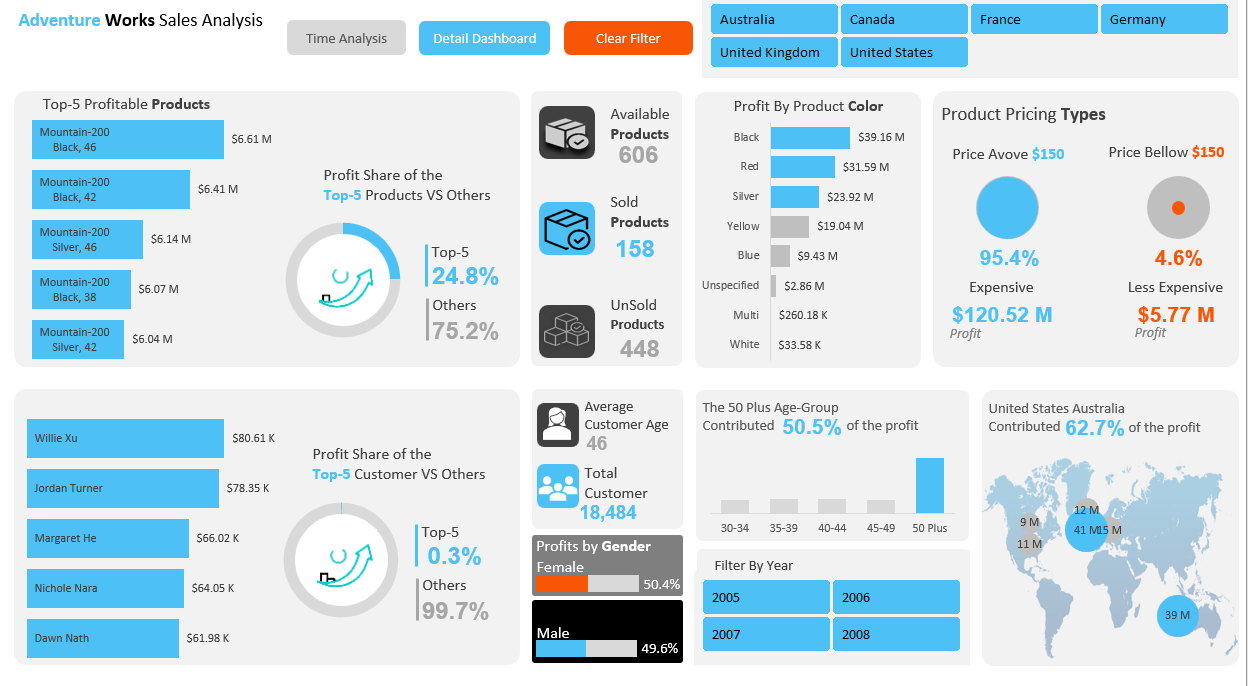 Adventure Works Sales Analysis
Time Analysis
Detail Dashboard
Clear Filter
Australia
Canada
France
Germany
United Kingdom
United States
Top-5 Profitable Products
Mountain-200
Black, 46
$6.61 M
Mountain-200
Black, 42
$6.41 M
Mountain-200
Silver, 46
$6.14 M
Mountain-200
Black, 38
$6.07 M
Mountain-200
Silver, 42
$6.04 M
Profit Share of the
Top-5 Products VS Others
Top-5
24.8%
Others
75.2%
Available
Products
606
Sold
Products
158
UnSold
Products
448
Profit By Product Color
Black
$39.16 M
Red
$31.59 M
Silver
$23.92 M
Yellow
$19.04 M
Blue
$9.43 M
Unspecified
$2.86 M
Multi
$260.18 K
White
$33.58 K
Product Pricing Types
Price Avove $150
95.4%
Expensive
$120.52 M
Profit
Price Bellow $150
4.6%
Less Expensive
$5.77 M
Profit
Willie Xu
$80.61 K
Jordan Turner
$78.35 K
Margaret He
$66.02 K
Nichole Nara
$64.05 K
Dawn Nath
$61.98 K
Profit Share of the
Top-5 Customer VS Others
Top-5
0.3%
Others
99.7%
Average
Customer Age
46
Total
Customer
18,484
Profits by Gender
Female
50.4%
Male
49.6%
The 50 Plus Age-Group
Contributed 50.5% of the profit
30-34
35-39
40-44
45-49
50 Plus
Filter By Year
2005
2006
2007
2008
United States Australia
Contributed 62.7% of the profit
12 M
9 M
41 M
15 M
11 M
39 M